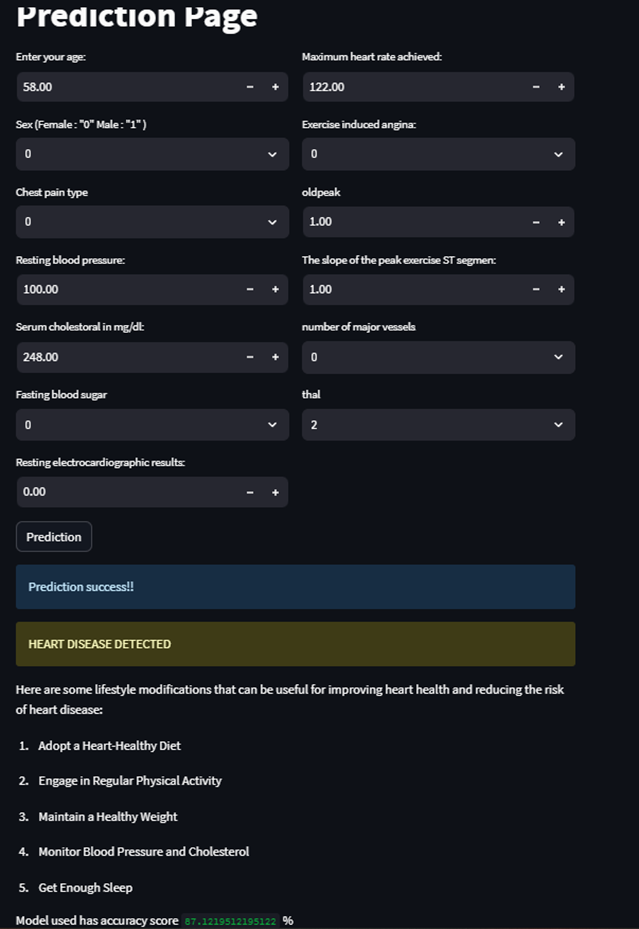 Prediction Page
Enter your age:
58.00 − +
Sex (Female : "0" Male : "1" )
0
Chest pain type
0
Resting blood pressure:
100.00 − +
Serum cholestoral in mg/dl:
248.00 − +
Fasting blood sugar
0
Resting electrocardiographic results:
0.00 − +
Maximum heart rate achieved:
122.00 − +
Exercise induced angina:
0
oldpeak
1.00 − +
The slope of the peak exercise ST segmen:
1.00 − +
number of major vessels
0
thal
2
Prediction
Prediction success!!
HEART DISEASE DETECTED
Here are some lifestyle modifications that can be useful for improving heart health and reducing the risk
of heart disease:
1. Adopt a Heart-Healthy Diet
2. Engage in Regular Physical Activity
3. Maintain a Healthy Weight
4. Monitor Blood Pressure and Cholesterol
5. Get Enough Sleep
Model used has accuracy score 87.1219512195122 %